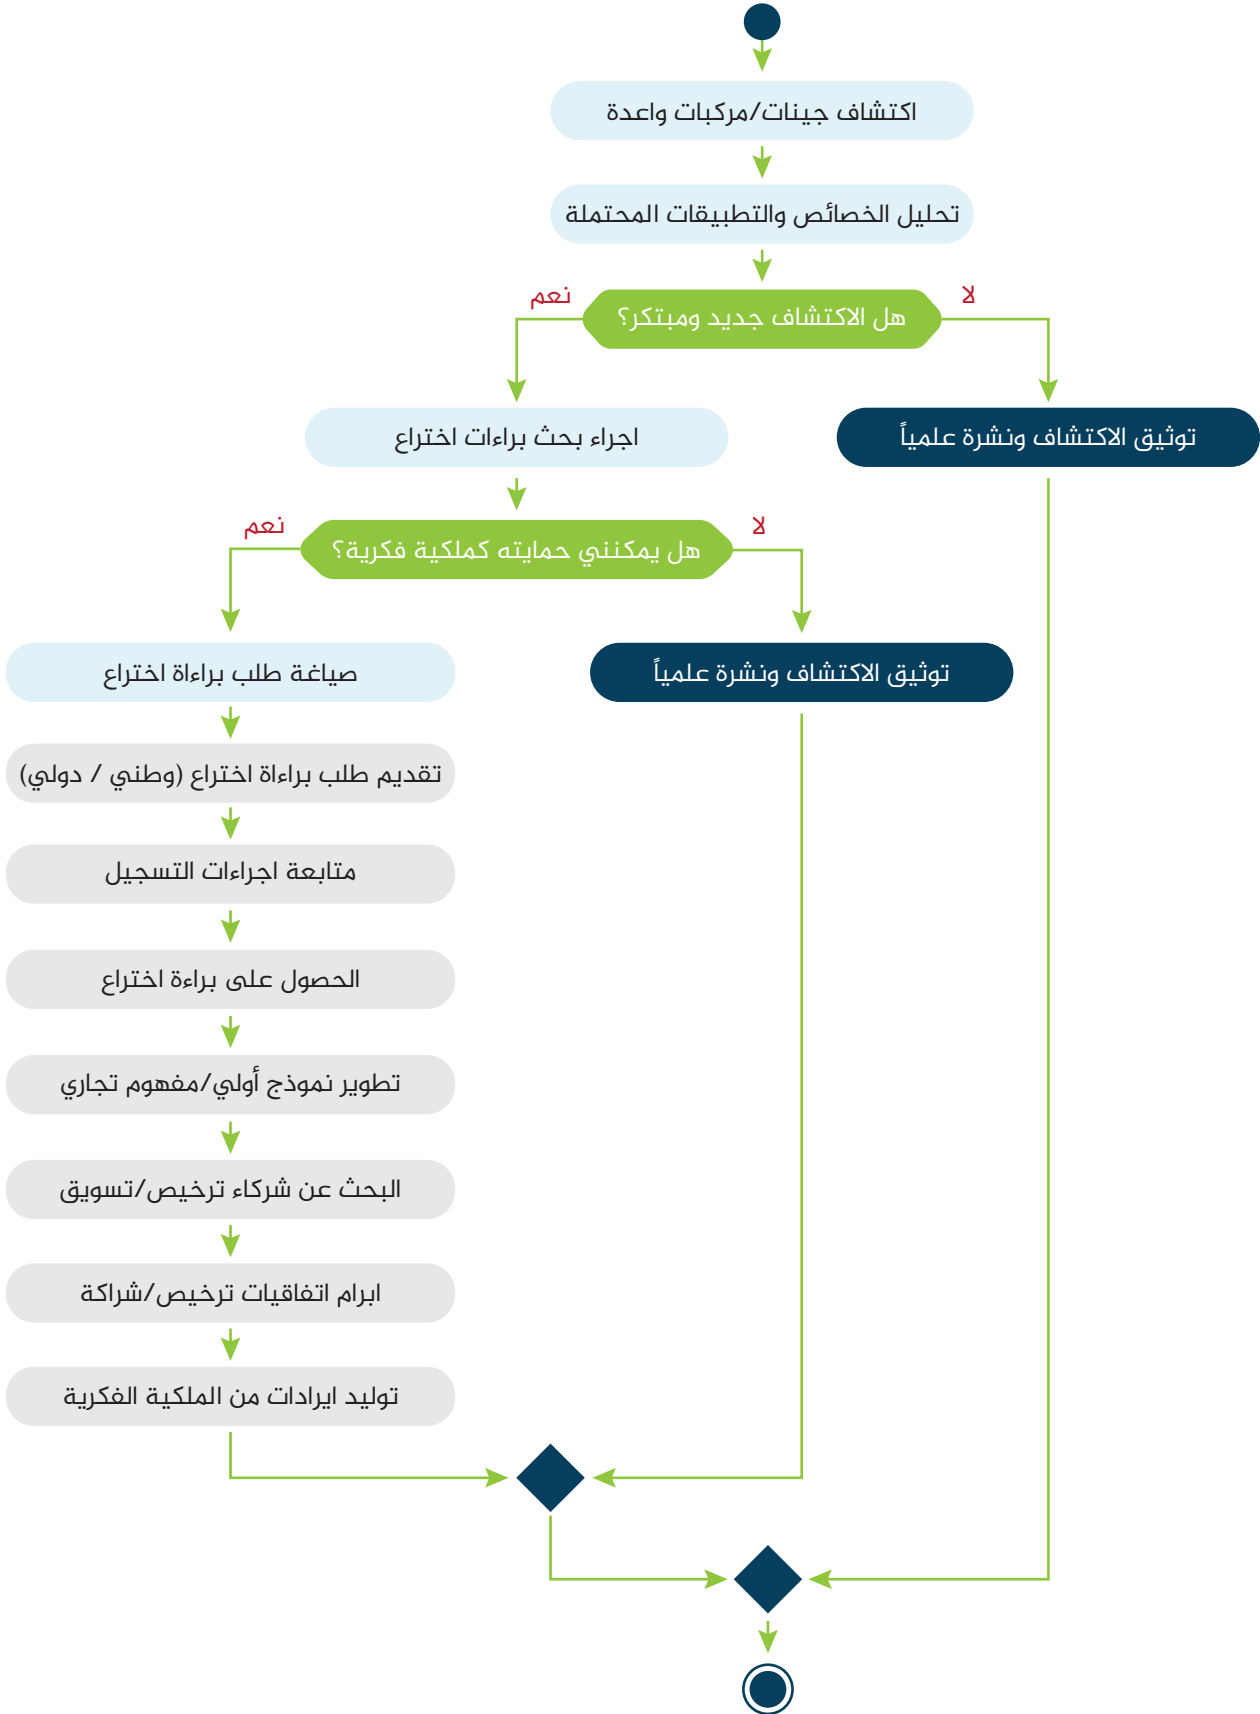 اكتشاف جينات/مركبات واعدة
تحليل الخصائص والتطبيقات المحتملة
لا
نعم
هل الاكتشاف جديد ومبتكر؟
توثيق الاكتشاف ونشرة علمياً
اجراء بحث براءات اختراع
لا
نعم
هل يمكنني حمايته كملكية فكرية؟
توثيق الاكتشاف ونشرة علمياً
صياغة طلب براءاة اختراع
تقديم طلب براءاة اختراع (وطني / دولي)
متابعة اجراءات التسجيل
الحصول على براءة اختراع
تطوير نموذج أولي/مفهوم تجاري
البحث عن شركاء ترخيص/تسويق
ابرام اتفاقيات ترخيص/شراكة
توليد ايرادات من الملكية الفكرية